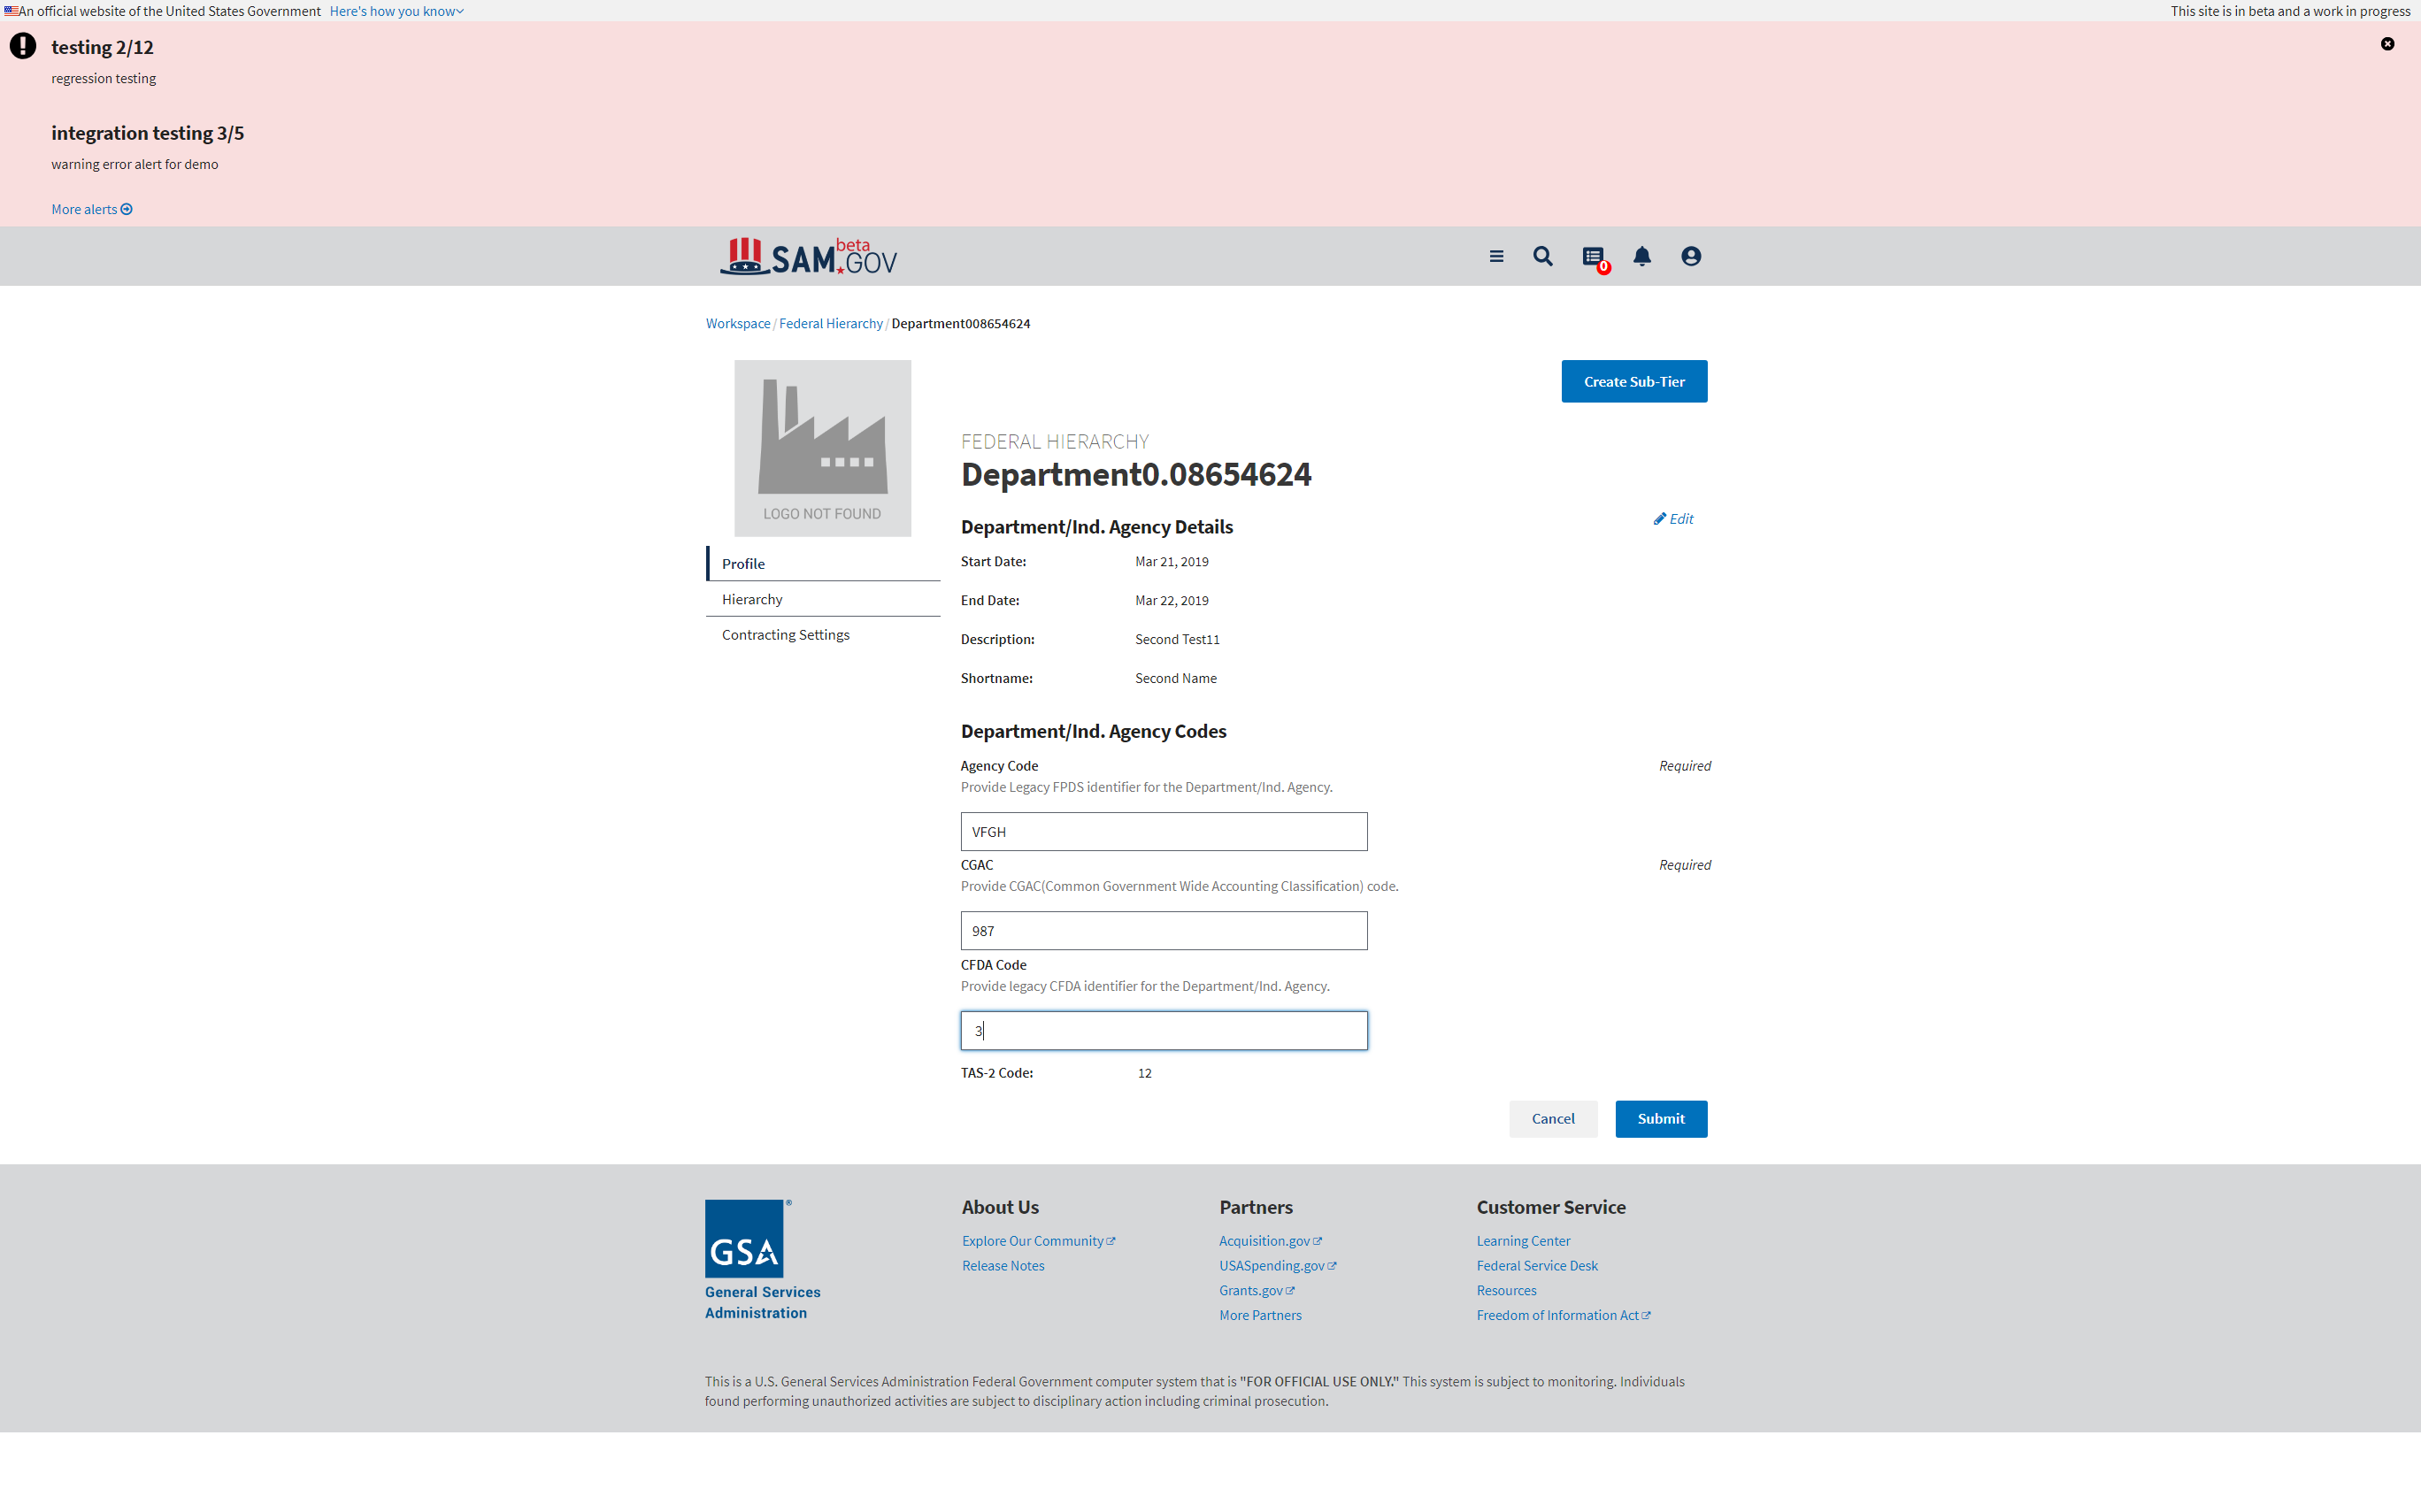 An official website of the United States Government Here's how you know
This site is in beta and a work in progress
testing 2/12
regression testing
integration testing 3/5
warning error alert for demo
More alerts
SAM.GOV beta
0
Workspace / Federal Hierarchy / Department008654624
LOGO NOT FOUND
Create Sub-Tier
FEDERAL HIERARCHY
Department0.08654624
Profile
Hierarchy
Contracting Settings
Department/Ind. Agency Details
Edit
Start Date: Mar 21, 2019
End Date: Mar 22, 2019
Description: Second Test11
Shortname: Second Name
Department/Ind. Agency Codes
Agency Code Required
Provide Legacy FPDS identifier for the Department/Ind. Agency.
VFGH
CGAC Required
Provide CGAC(Common Government Wide Accounting Classification) code.
987
CFDA Code
Provide legacy CFDA identifier for the Department/Ind. Agency.
3
TAS-2 Code: 12
Cancel Submit
GSA ®
General Services
Administration
About Us
Explore Our Community
Release Notes
Partners
Acquisition.gov
USASpending.gov
Grants.gov
More Partners
Customer Service
Learning Center
Federal Service Desk
Resources
Freedom of Information Act
This is a U.S. General Services Administration Federal Government computer system that is "FOR OFFICIAL USE ONLY." This system is subject to monitoring. Individuals
found performing unauthorized activities are subject to disciplinary action including criminal prosecution.